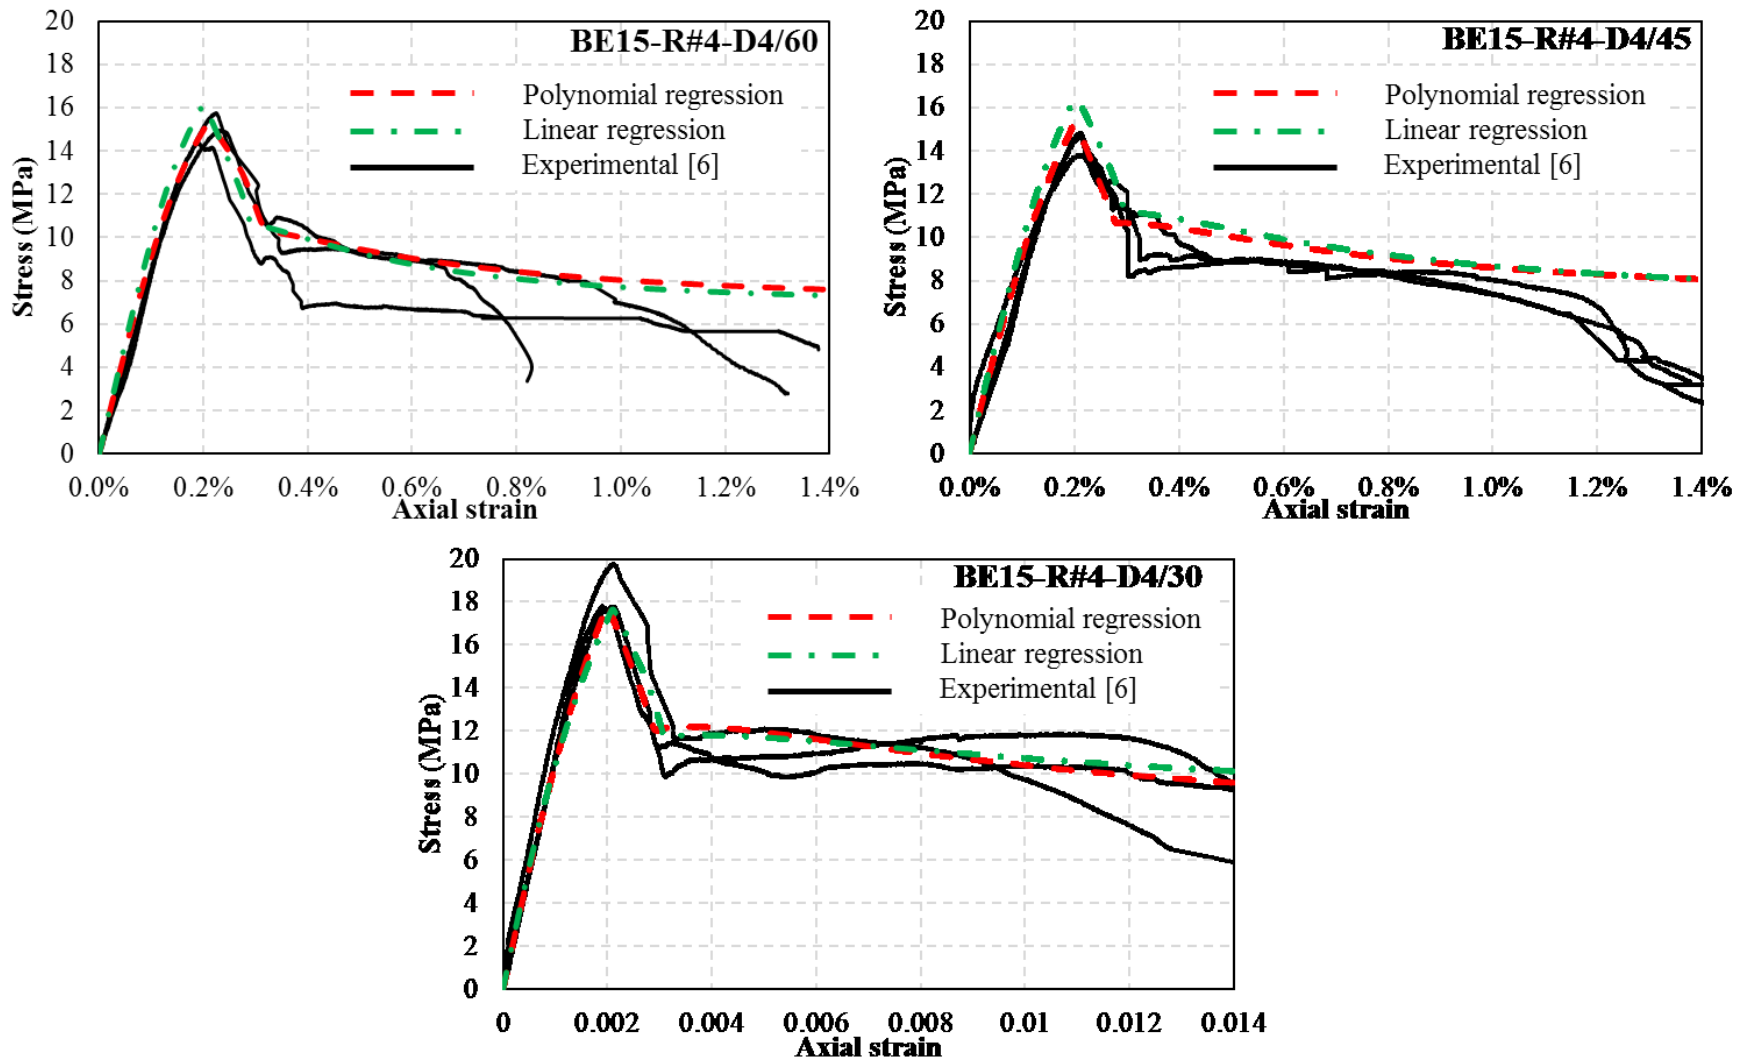 BE15-R#4-D4/60
Polynomial regression
Linear regression
Experimental [6]
Stress (MPa)
20
18
16
14
12
10
8
6
4
2
0
0.0% 0.2% 0.4% 0.6% 0.8% 1.0% 1.2% 1.4%
Axial strain
BE15-R#4-D4/45
Polynomial regression
Linear regression
Experimental [6]
Stress (MPa)
20
18
16
14
12
10
8
6
4
2
0
0.0% 0.2% 0.4% 0.6% 0.8% 1.0% 1.2% 1.4%
Axial strain
BE15-R#4-D4/30
Polynomial regression
Linear regression
Experimental [6]
Stress (MPa)
20
18
16
14
12
10
8
6
4
2
0
0 0.002 0.004 0.006 0.008 0.01 0.012 0.014
Axial strain